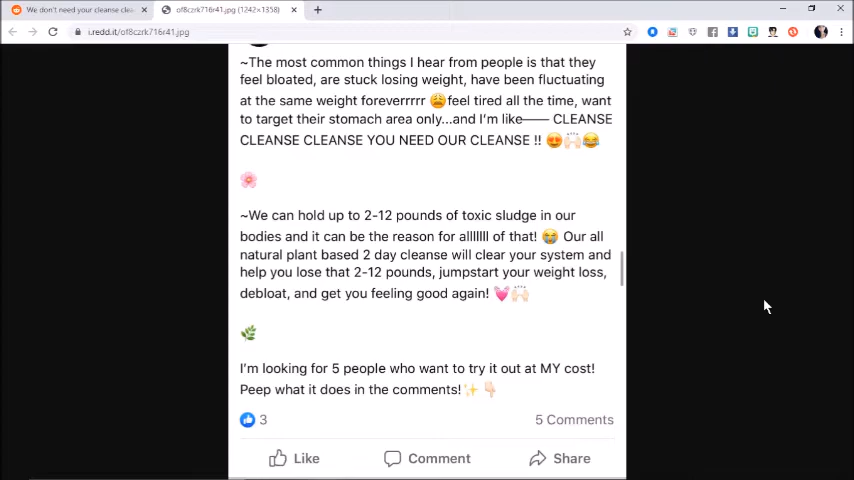 We don't need your cleanse cle
of8czrk716r41.jpg (1242×1358)
i.redd.it/of8czrk716r41.jpg
~The most common things I hear from people is that they
feel bloated, are stuck losing weight, have been fluctuating
at the same weight foreverrrrr 😩feel tired all the time, want
to target their stomach area only...and I'm like—— CLEANSE
CLEANSE CLEANSE YOU NEED OUR CLEANSE !! 😍🙌🏻😂
🌸
~We can hold up to 2-12 pounds of toxic sludge in our
bodies and it can be the reason for alllllll of that! 😭 Our all
natural plant based 2 day cleanse will clear your system and
help you lose that 2-12 pounds, jumpstart your weight loss,
debloat, and get you feeling good again! 💓🙌🏻
🌿
I'm looking for 5 people who want to try it out at MY cost!
Peep what it does in the comments!✨ 👇🏻
3
5 Comments
Like
Comment
Share